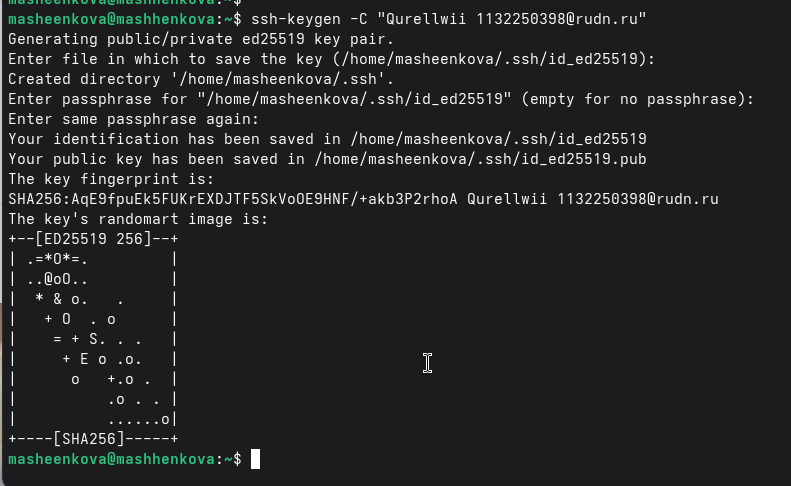 masheenkova@mashhenkova:~$
masheenkova@mashhenkova:~$ ssh-keygen -C "Qurellwii 1132250398@rudn.ru"
Generating public/private ed25519 key pair.
Enter file in which to save the key (/home/masheenkova/.ssh/id_ed25519):
Created directory '/home/masheenkova/.ssh'.
Enter passphrase for "/home/masheenkova/.ssh/id_ed25519" (empty for no passphrase):
Enter same passphrase again:
Your identification has been saved in /home/masheenkova/.ssh/id_ed25519
Your public key has been saved in /home/masheenkova/.ssh/id_ed25519.pub
The key fingerprint is:
SHA256:AqE9fpuEk5FUKrEXDJTF5SkVoOE9HNF/+akb3P2rhoA Qurellwii 1132250398@rudn.ru
The key's randomart image is:
+--[ED25519 256]--+
| .=*O*=.         |
| ..@oO..         |
|  * & o.   .     |
|   + O  . o      |
|    = + S. . .   |
|     + E o .o.   |
|      o   +.o .  |
|          .o . . |
|          ......o|
+----[SHA256]-----+
masheenkova@mashhenkova:~$